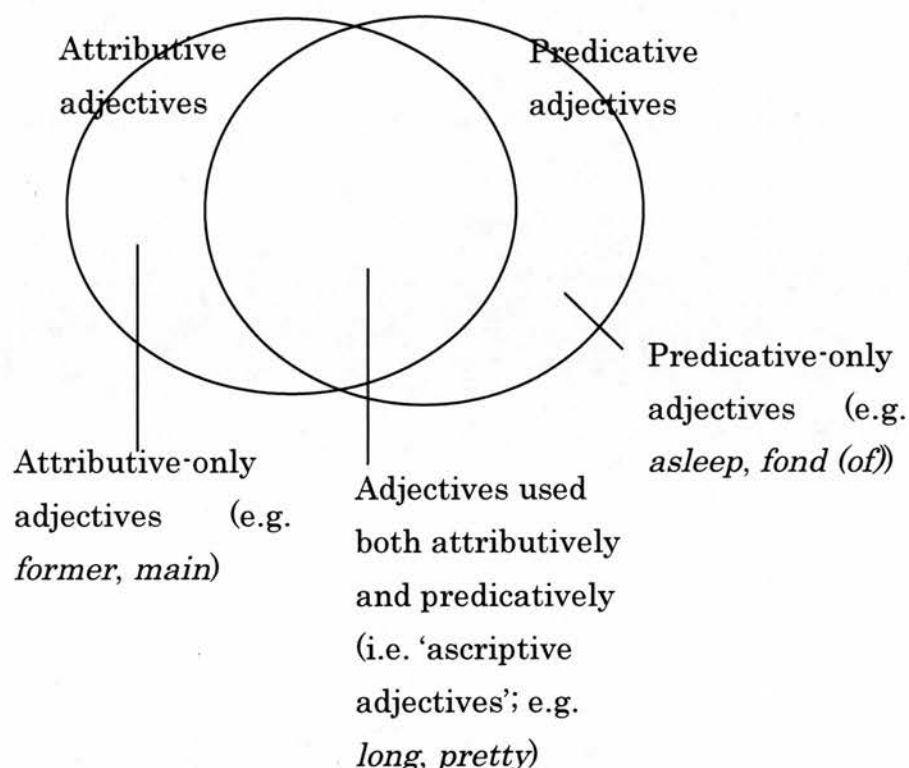 Attributive
adjectives
Predicative
adjectives
Predicative-only
adjectives (e.g.
asleep, fond (of))
Attributive-only
adjectives (e.g.
former, main)
Adjectives used
both attributively
and predicatively
(i.e. ‘ascriptive
adjectives’; e.g.
long, pretty)